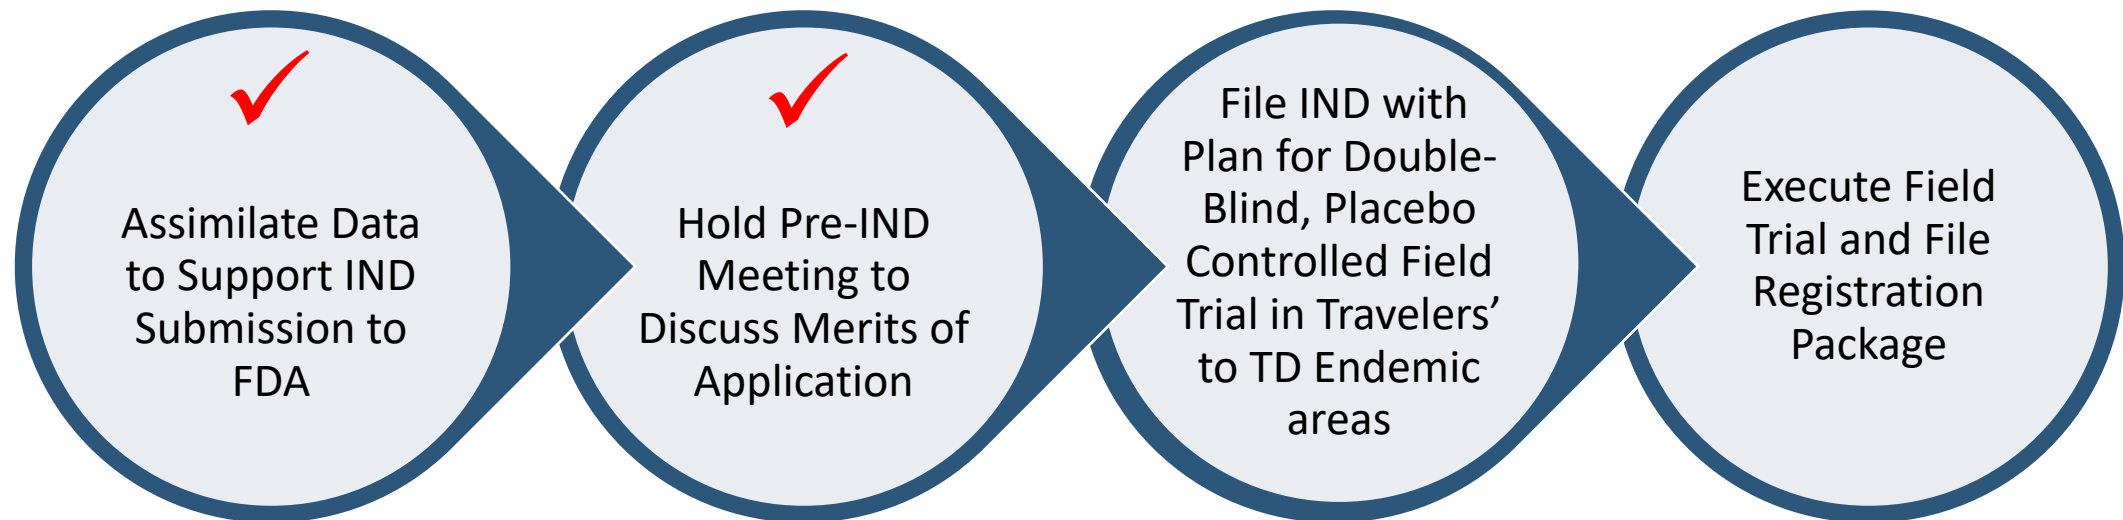 Assimilate Data
to Support IND
Submission to
FDA
Hold Pre-IND
Meeting to
Discuss Merits of
Application
File IND with
Plan for Double-
Blind, Placebo
Controlled Field
Trial in Travelers’
to TD Endemic
areas
Execute Field
Trial and File
Registration
Package